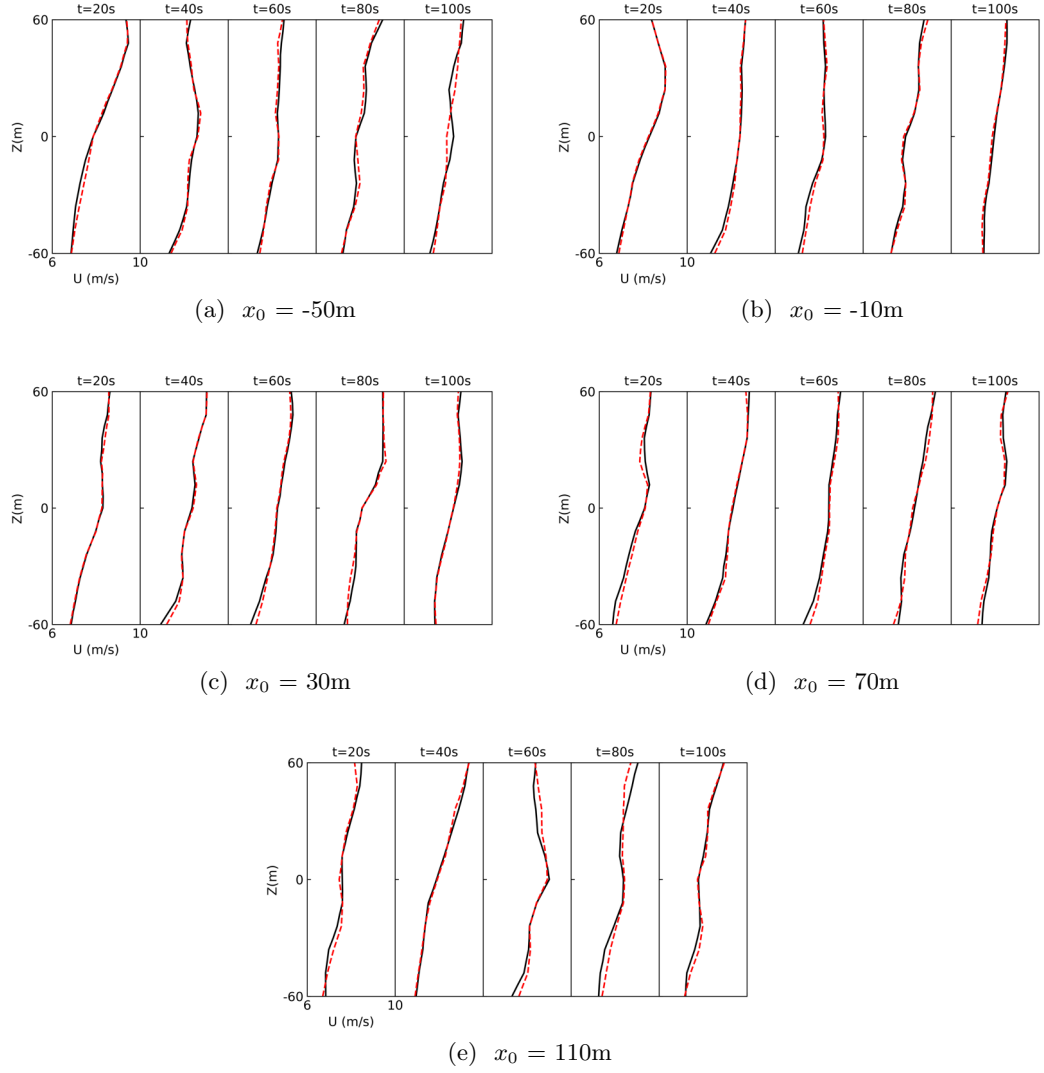 t=20s t=40s t=60s t=80s t=100s
60
Z(m)
0
-60
6 10
U (m/s)
(a) x₀ = -50m
t=20s t=40s t=60s t=80s t=100s
60
Z(m)
0
-60
6 10
U (m/s)
(b) x₀ = -10m
t=20s t=40s t=60s t=80s t=100s
60
Z(m)
0
-60
6 10
U (m/s)
(c) x₀ = 30m
t=20s t=40s t=60s t=80s t=100s
60
Z(m)
0
-60
6 10
U (m/s)
(d) x₀ = 70m
t=20s t=40s t=60s t=80s t=100s
60
Z(m)
0
-60
6 10
U (m/s)
(e) x₀ = 110m